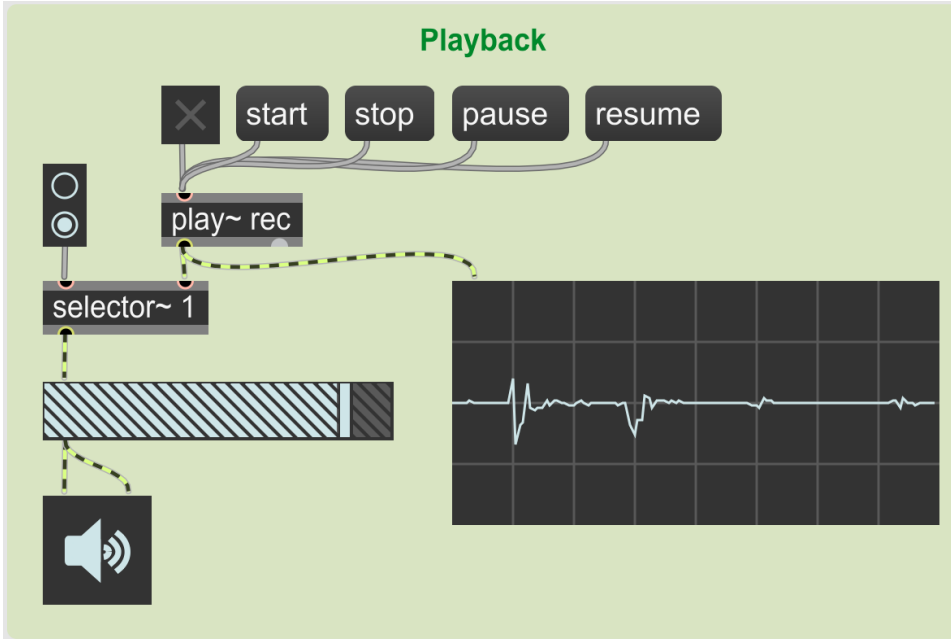 Playback
start
stop
pause
resume
play~ rec
selector~ 1